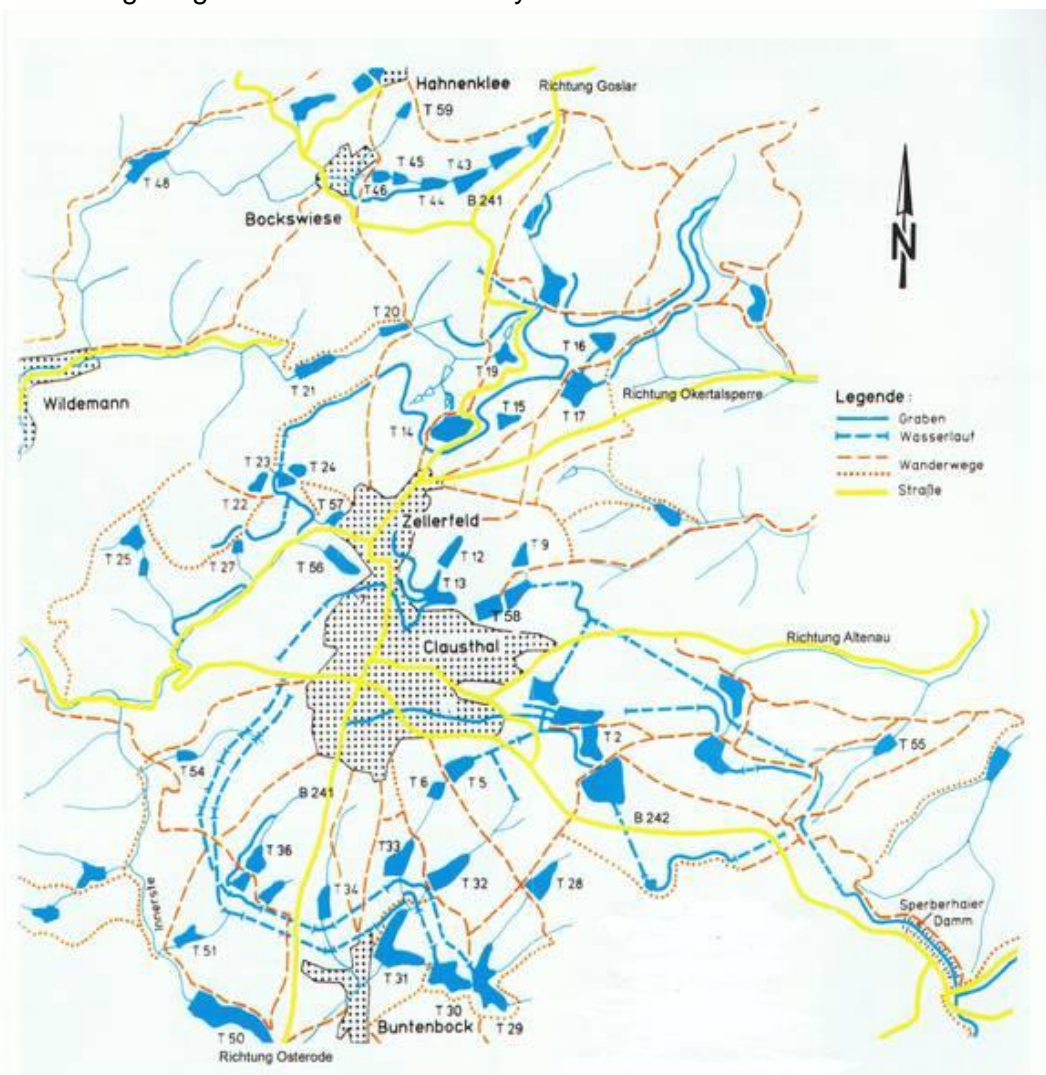 Hahnenklee
Richtung Goslar
T 59
T 45
T 43
T 48
T 46
T 44
B 241
Bockswiese
N
T 20
T 16
T 19
T 21
Richtung Okertalsperre
Wildemann
T 15
T 17
T 14
Legende :
Graben
Wasserlauf
Wanderwege
Straße
T 23
T 24
T 22
T 57
Zellerfeld
T 25
T 27
T 56
T 12
T 9
T 13
T 58
Clausthal
Richtung Altenau
T 2
T 55
T 54
T 6
T 5
B 241
B 242
T 36
T 33
T 34
T 32
T 28
Innerste
Sperberhaier
Damm
T 51
T 31
T 30
T 29
T 50
Buntenbock
Richtung Osterode